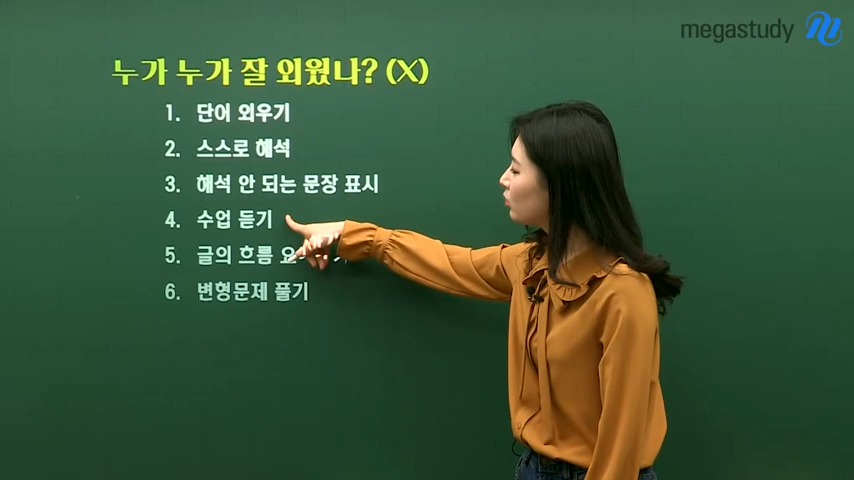 megastudy
누가 누가 잘 외웠나? (X)
1. 단어 외우기
2. 스스로 해석
3. 해석 안 되는 문장 표시
4. 수업 듣기
5. 글의 흐름
6. 변형문제 풀기